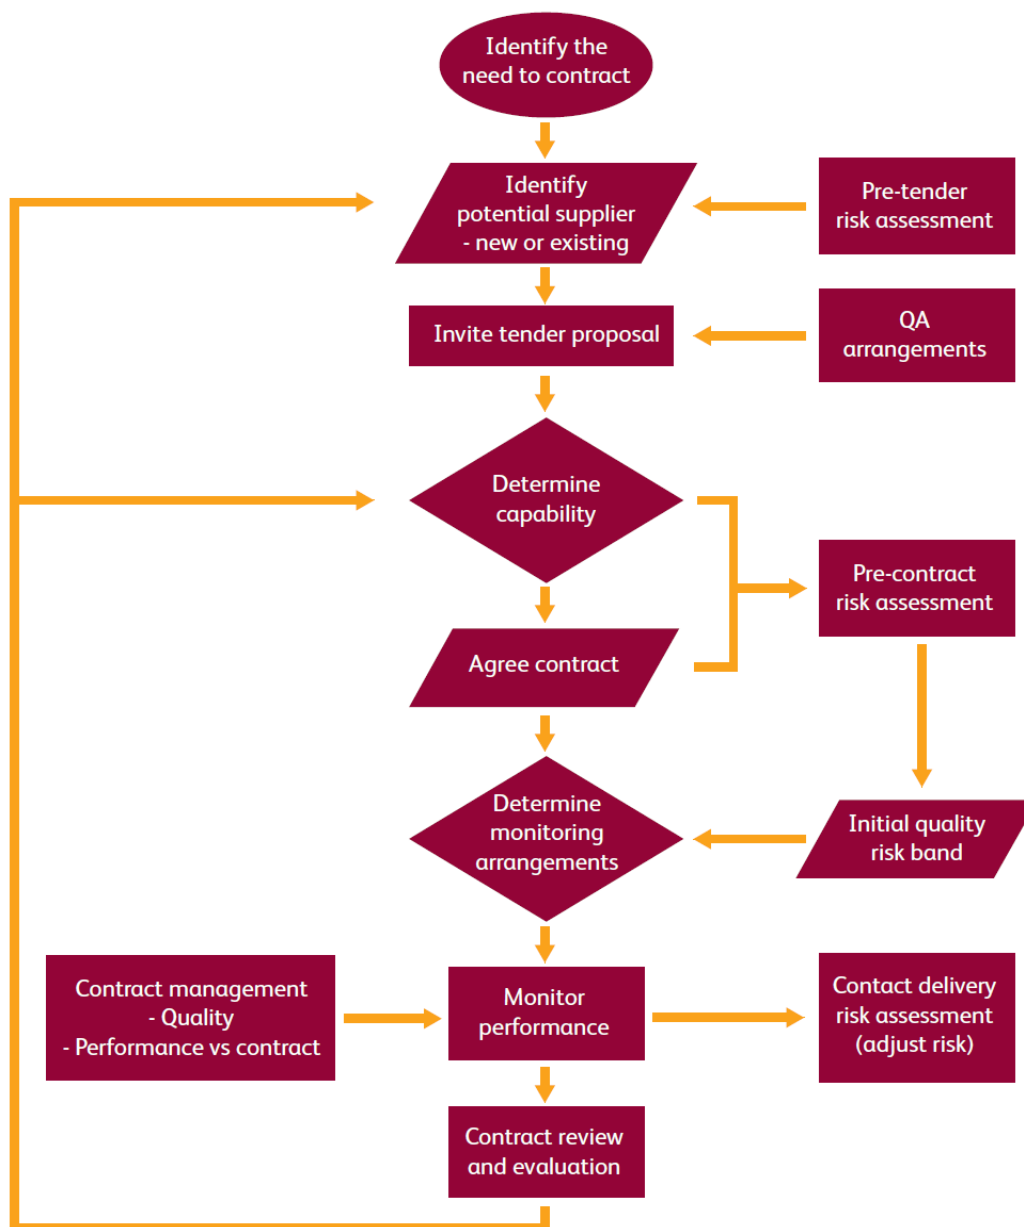 Identify the
need to contract
Identify
potential supplier
- new or existing
Pre-tender
risk assessment
Invite tender proposal
QA
arrangements
Determine
capability
Pre-contract
risk assessment
Agree contract
Determine
monitoring
arrangements
Initial quality
risk band
Contract management
- Quality
- Performance vs contract
Monitor
performance
Contact delivery
risk assessment
(adjust risk)
Contract review
and evaluation